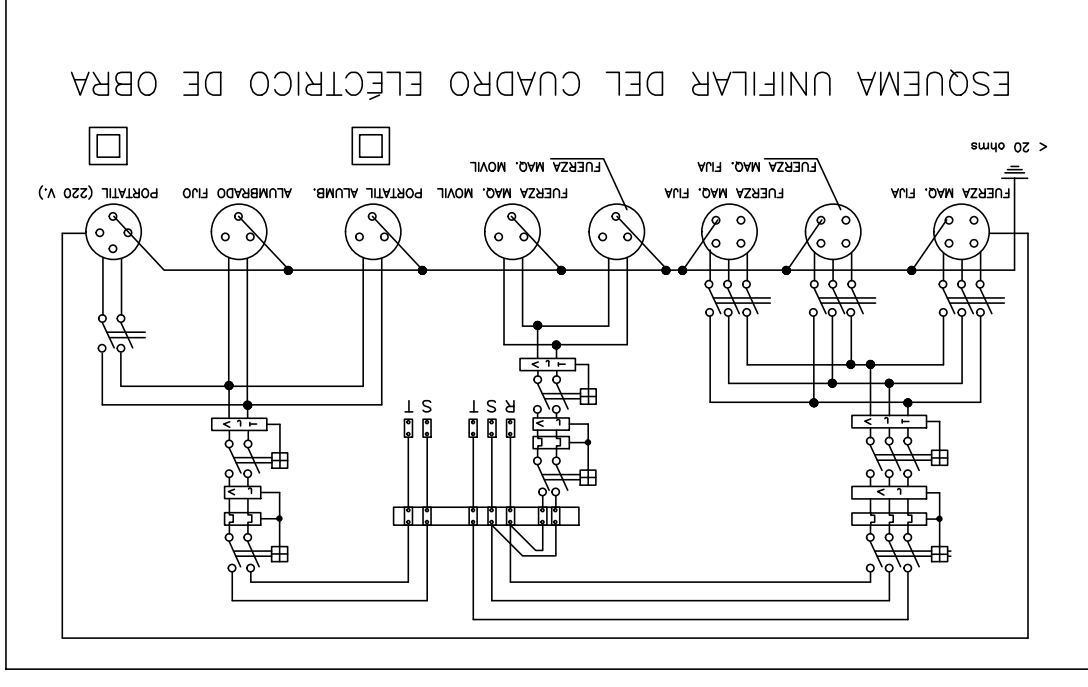 R S T S T
FUERZA MAQ. FIJA
FUERZA MAQ. FIJA
FUERZA MAQ. MOVIL
PORTATIL ALUMB.
ALUMBRADO FIJO
PORTATIL (220 V.)
FUERZA MAQ. FIJA
FUERZA MAQ. MOVIL
< 20 ohms
ESQUEMA UNIFILAR DEL CUADRO ELÉCTRICO DE OBRA